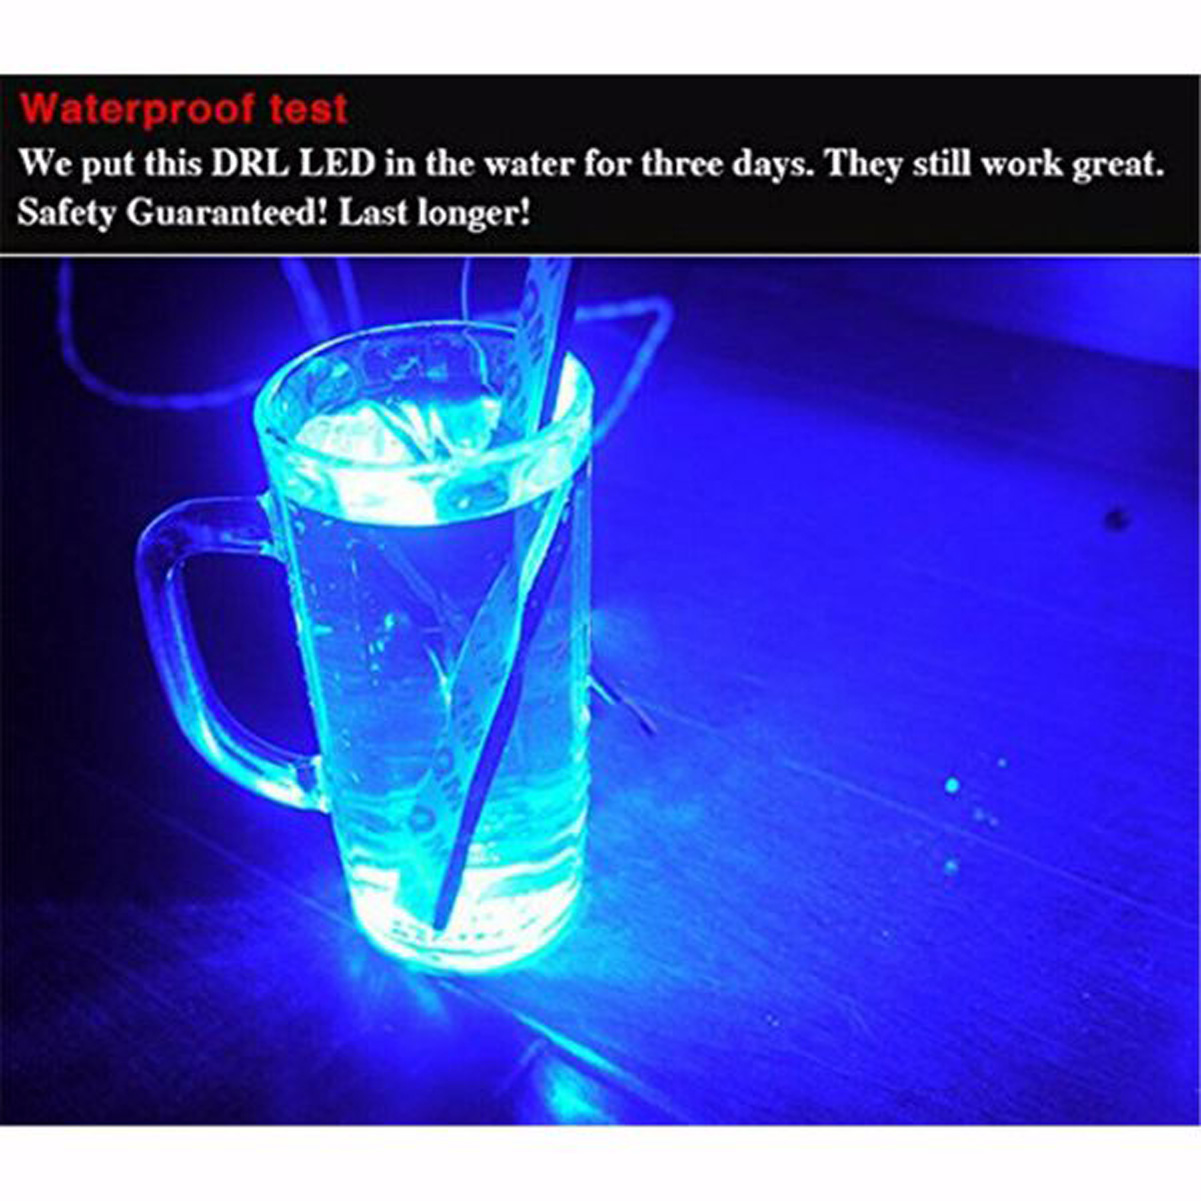 Waterproof test
We put this DRL LED in the water for three days. They still work great.
Safety Guaranteed! Last longer!